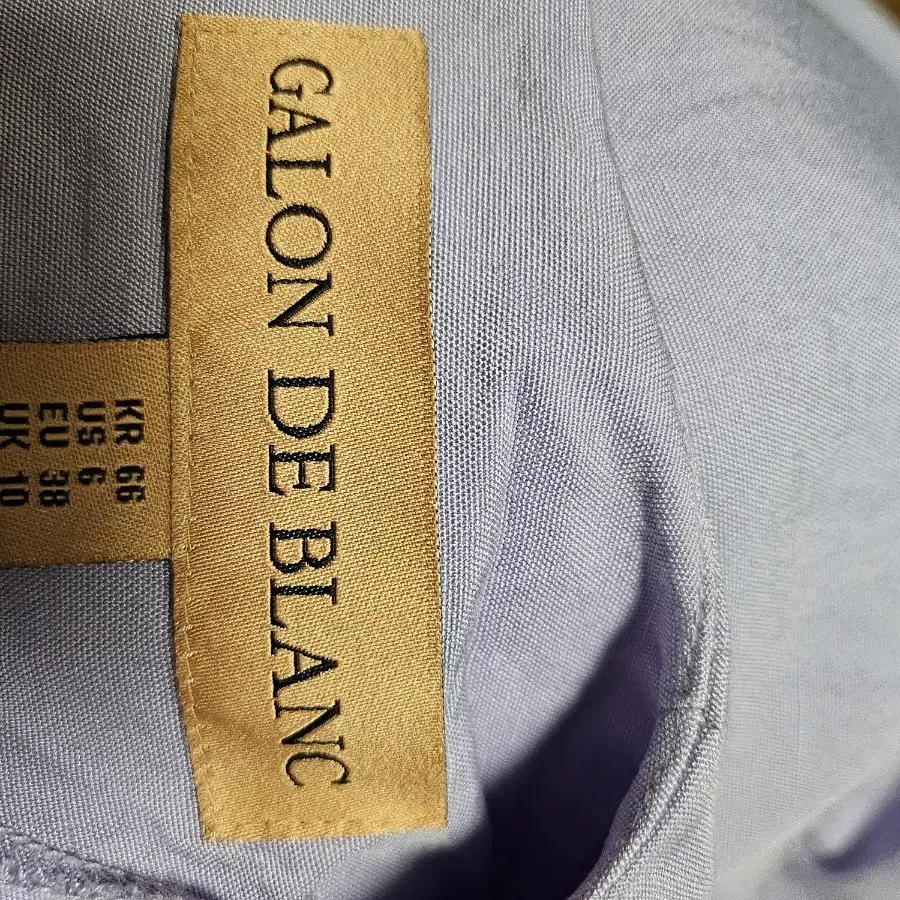 GALON DE BLANC
KR 66
US 6
EU 38
UK 10